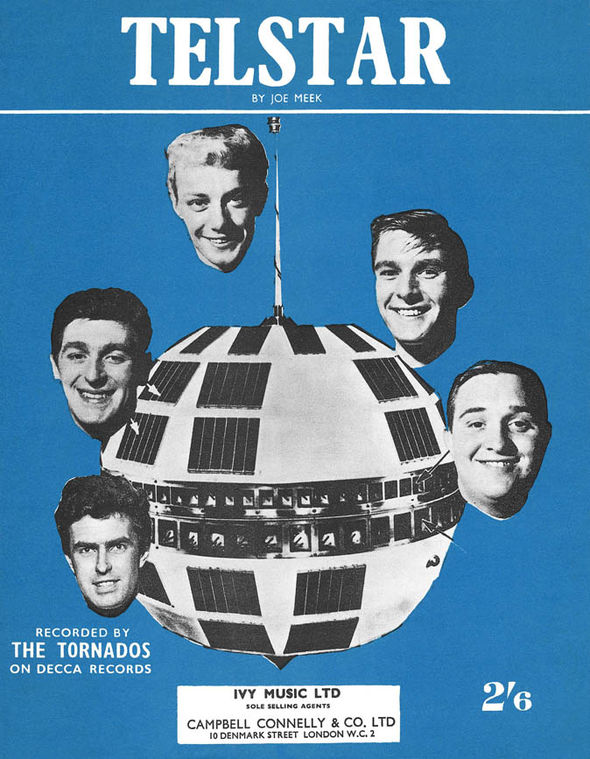 TELSTAR
BY JOE MEEK
RECORDED BY
THE TORNADOS
ON DECCA RECORDS
IVY MUSIC LTD
SOLE SELLING AGENTS
CAMPBELL CONNELLY & CO. LTD
10 DENMARK STREET LONDON W.C. 2
2'/6